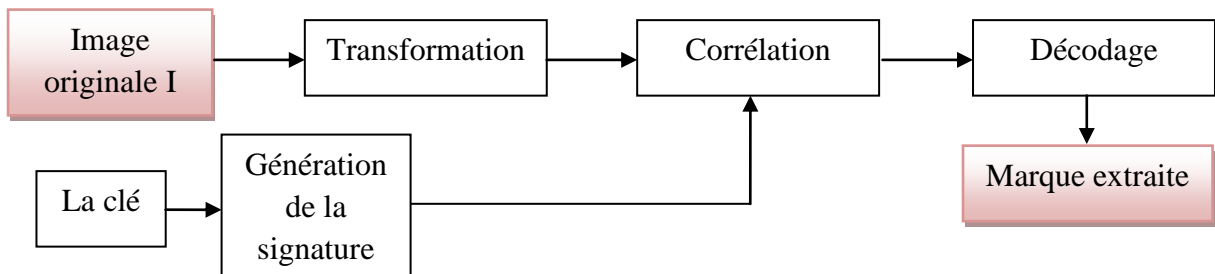 Image
originale I
Transformation
Corrélation
Décodage
La clé
Génération
de la
signature
Marque extraite